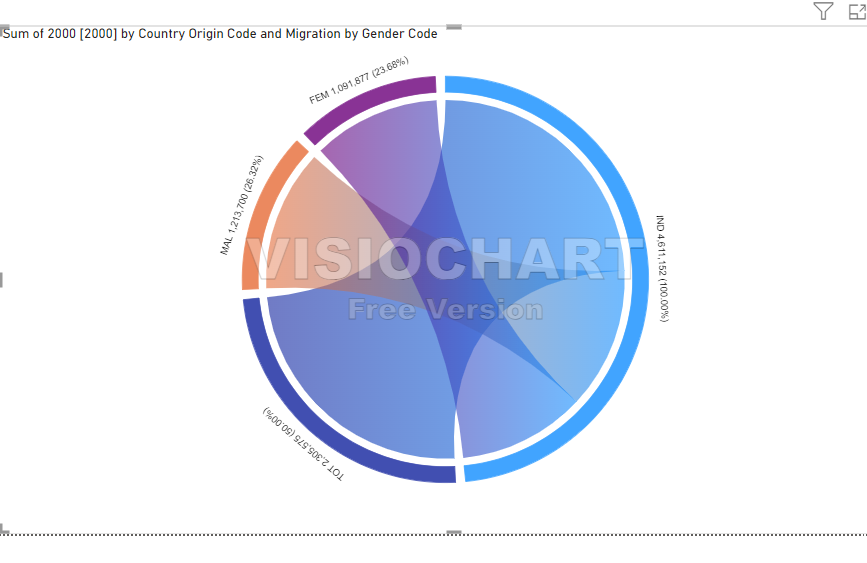 Sum of 2000 [2000] by Country Origin Code and Migration by Gender Code
FEM 1,091,877 (23.68%)
MAL 1,213,700 (26.32%)
IND 4,611,152 (100.00%)
VISIOCHART
Free Version
TOT 2,305,575 (50.00%)